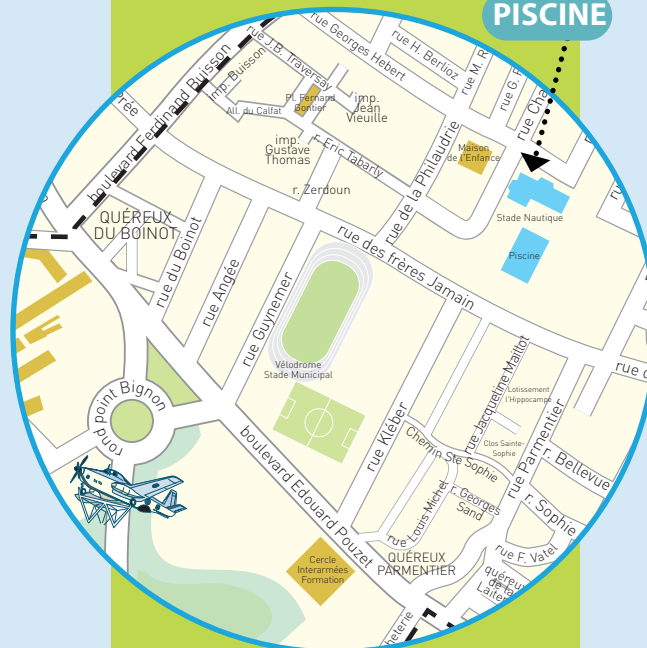 PISCINE
rue J.B. Traversay
rue Georges Hebert
rue H. Berlioz
rue M. R
rue G. F
rue Cha
imp. Buisson
boulevard Ferdinand Buisson
All. du Calfat
Pl. Fernand
Gontier
imp.
Jean
Vieuille
imp.
Gustave
Thomas
r. Eric Tabarly
Maison
de l'Enfance
rue de la Philaudrie
r. Zerdoun
Stade Nautique
Piscine
QUÉREUX
DU BOINOT
rue du Boinot
rue Angée
rue Guynemer
rue des frères Jamain
Vélodrome
Stade Municipal
rond point Bignon
boulevard Edouard Pouzet
rue Kléber
rue Jacqueline Maillot
Lotissement
l'Hippocampe
Clos Sainte-
Sophie
Chemin Ste Sophie
rue Parmentier
r. Bellevue
r. Sophie
r. Georges
Sand
rue Louis Michel
rue F. Vatel
QUÉREUX
PARMENTIER
Cercle
Interarmées
Formation